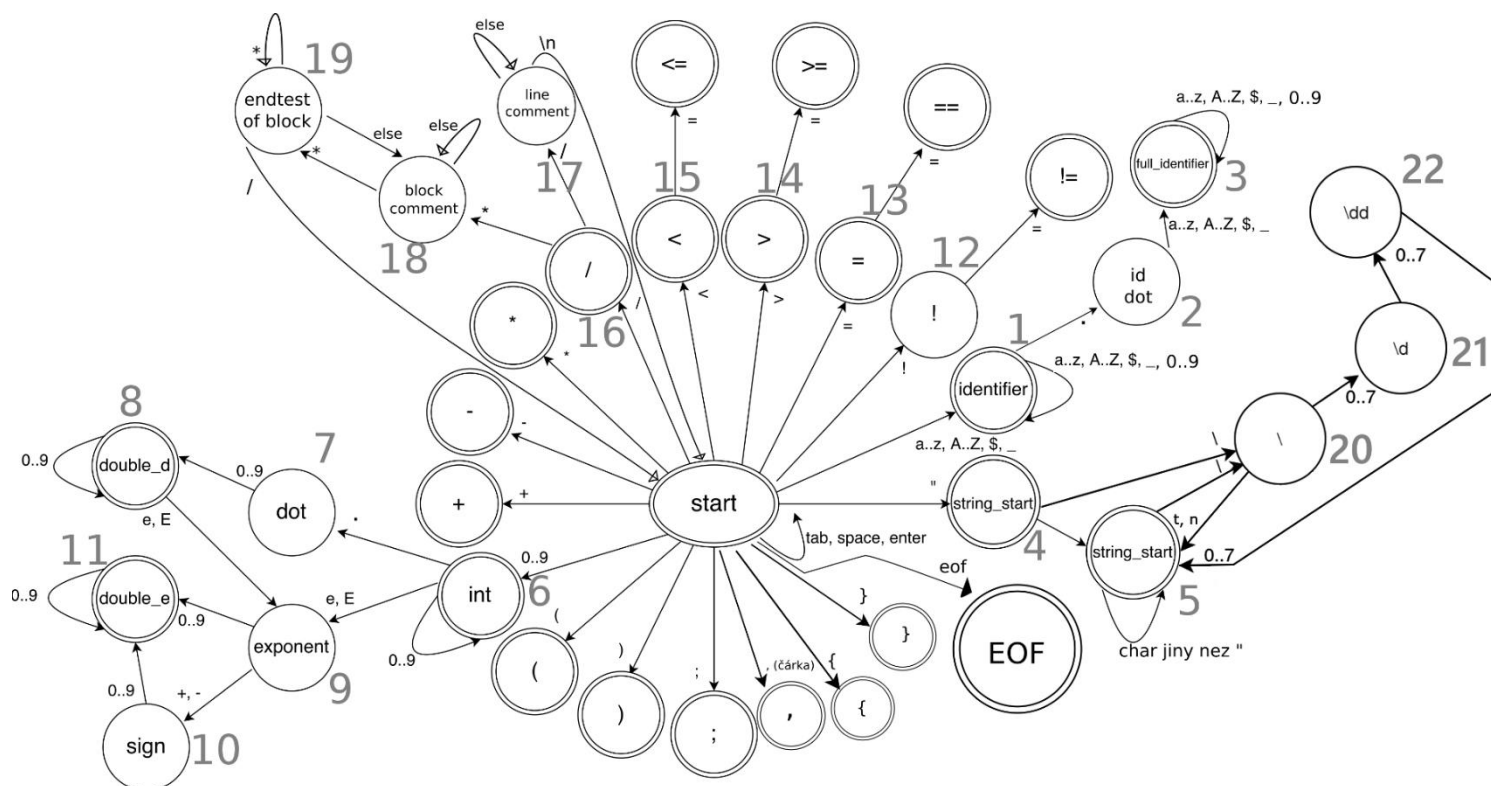 else
\n
*
19
endtest
of block
else
else
*
/
line
comment
/
17
block
comment
18
*
<=
=
15
<
<
>=
=
14
>
>
==
=
13
=
=
!=
=
12
!
!
a..z, A..Z, $, _, 0..9
full_identifier
3
a..z, A..Z, $, _
id
dot
2
.
1
identifier
a..z, A..Z, $, _, 0..9
a..z, A..Z, $, _
22
\dd
0..7
\d
21
0..7
\
20
\
\
t, n
0..7
/
/
16
*
*
-
-
+
+
start
"
string_start
4
string_start
5
char jiny nez "
tab, space, enter
eof
EOF
8
double_d
0..9
7
0..9
dot
.
e, E
11
double_e
0..9
0..9
e, E
exponent
9
0..9
+, -
sign
10
0..9
int
6
0..9
(
(
)
)
;
;
, (čárka)
,
{
{
}
}